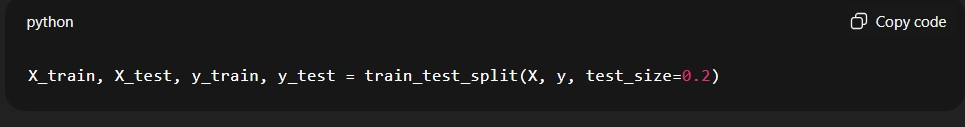 python
Copy code
X_train, X_test, y_train, y_test = train_test_split(X, y, test_size=0.2)